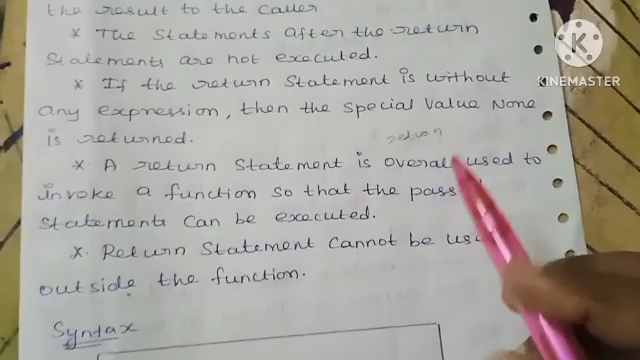 the result to the Caller
* The Statements after the return
Statements are not executed.
* If the return Statement is without
any expression, then the special value None
is returned.
return
*. A return Statement is overall used to
invoke a function so that the pass
statements can be executed.
*. Return Statement cannot be us
outside the function.
Syntax
KINEMASTER